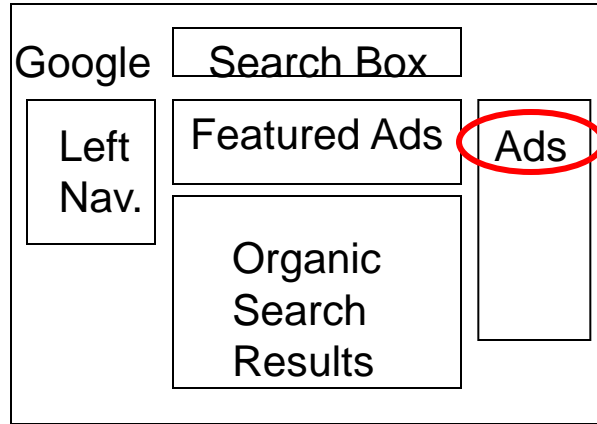 Google
Search Box
Left
Nav.
Featured Ads
Ads
Organic
Search
Results